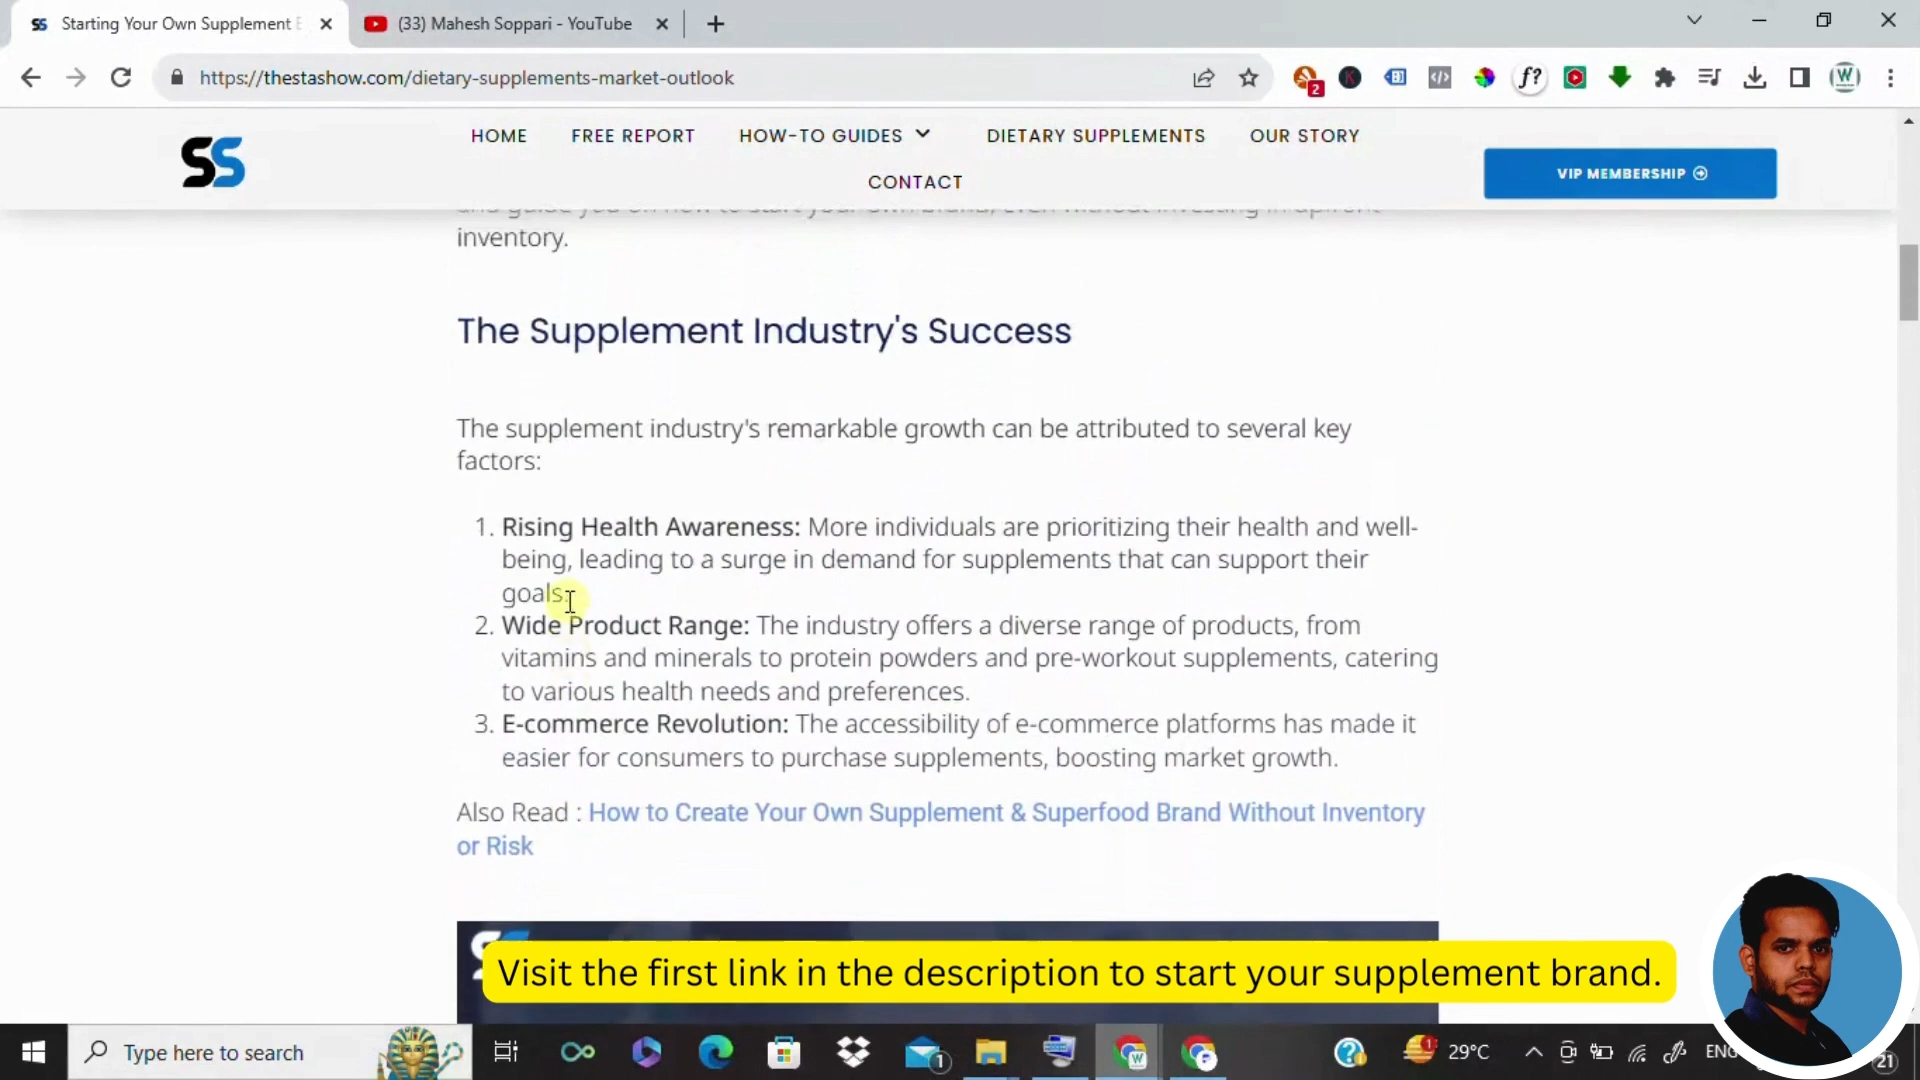 Starting Your Own Supplement
(33) Mahesh Soppari - YouTube
https://thestashow.com/dietary-supplements-market-outlook
2
f?
W
SS
HOME
FREE REPORT
HOW-TO GUIDES
DIETARY SUPPLEMENTS
OUR STORY
CONTACT
VIP MEMBERSHIP
inventory.
The Supplement Industry's Success
The supplement industry's remarkable growth can be attributed to several key
factors:
1. Rising Health Awareness: More individuals are prioritizing their health and well-
being, leading to a surge in demand for supplements that can support their
goals.
2. Wide Product Range: The industry offers a diverse range of products, from
vitamins and minerals to protein powders and pre-workout supplements, catering
to various health needs and preferences.
3. E-commerce Revolution: The accessibility of e-commerce platforms has made it
easier for consumers to purchase supplements, boosting market growth.
Also Read : How to Create Your Own Supplement & Superfood Brand Without Inventory
or Risk
Visit the first link in the description to start your supplement brand.
Type here to search
1
1
29°C
ENG
21